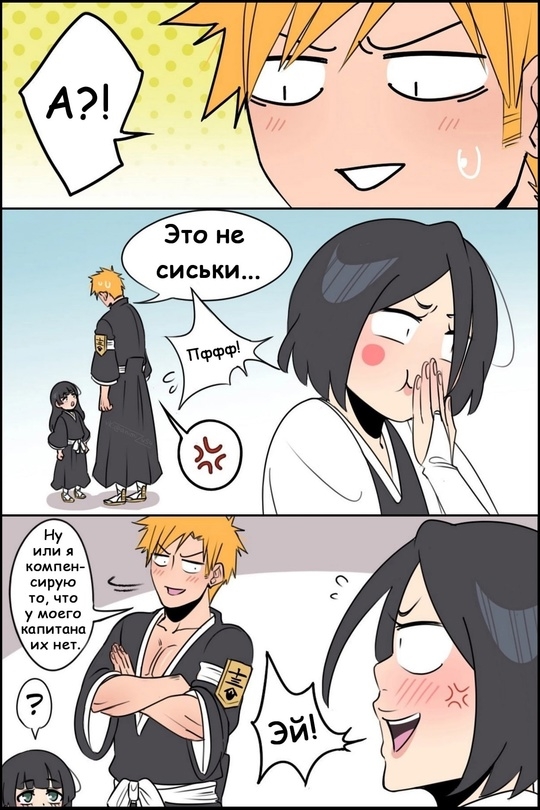 А?!
Это не
сиськи...
Пффф!
Ну
или я
компен-
сирую
то, что
у моего
капитана
их нет.
?
Эй!